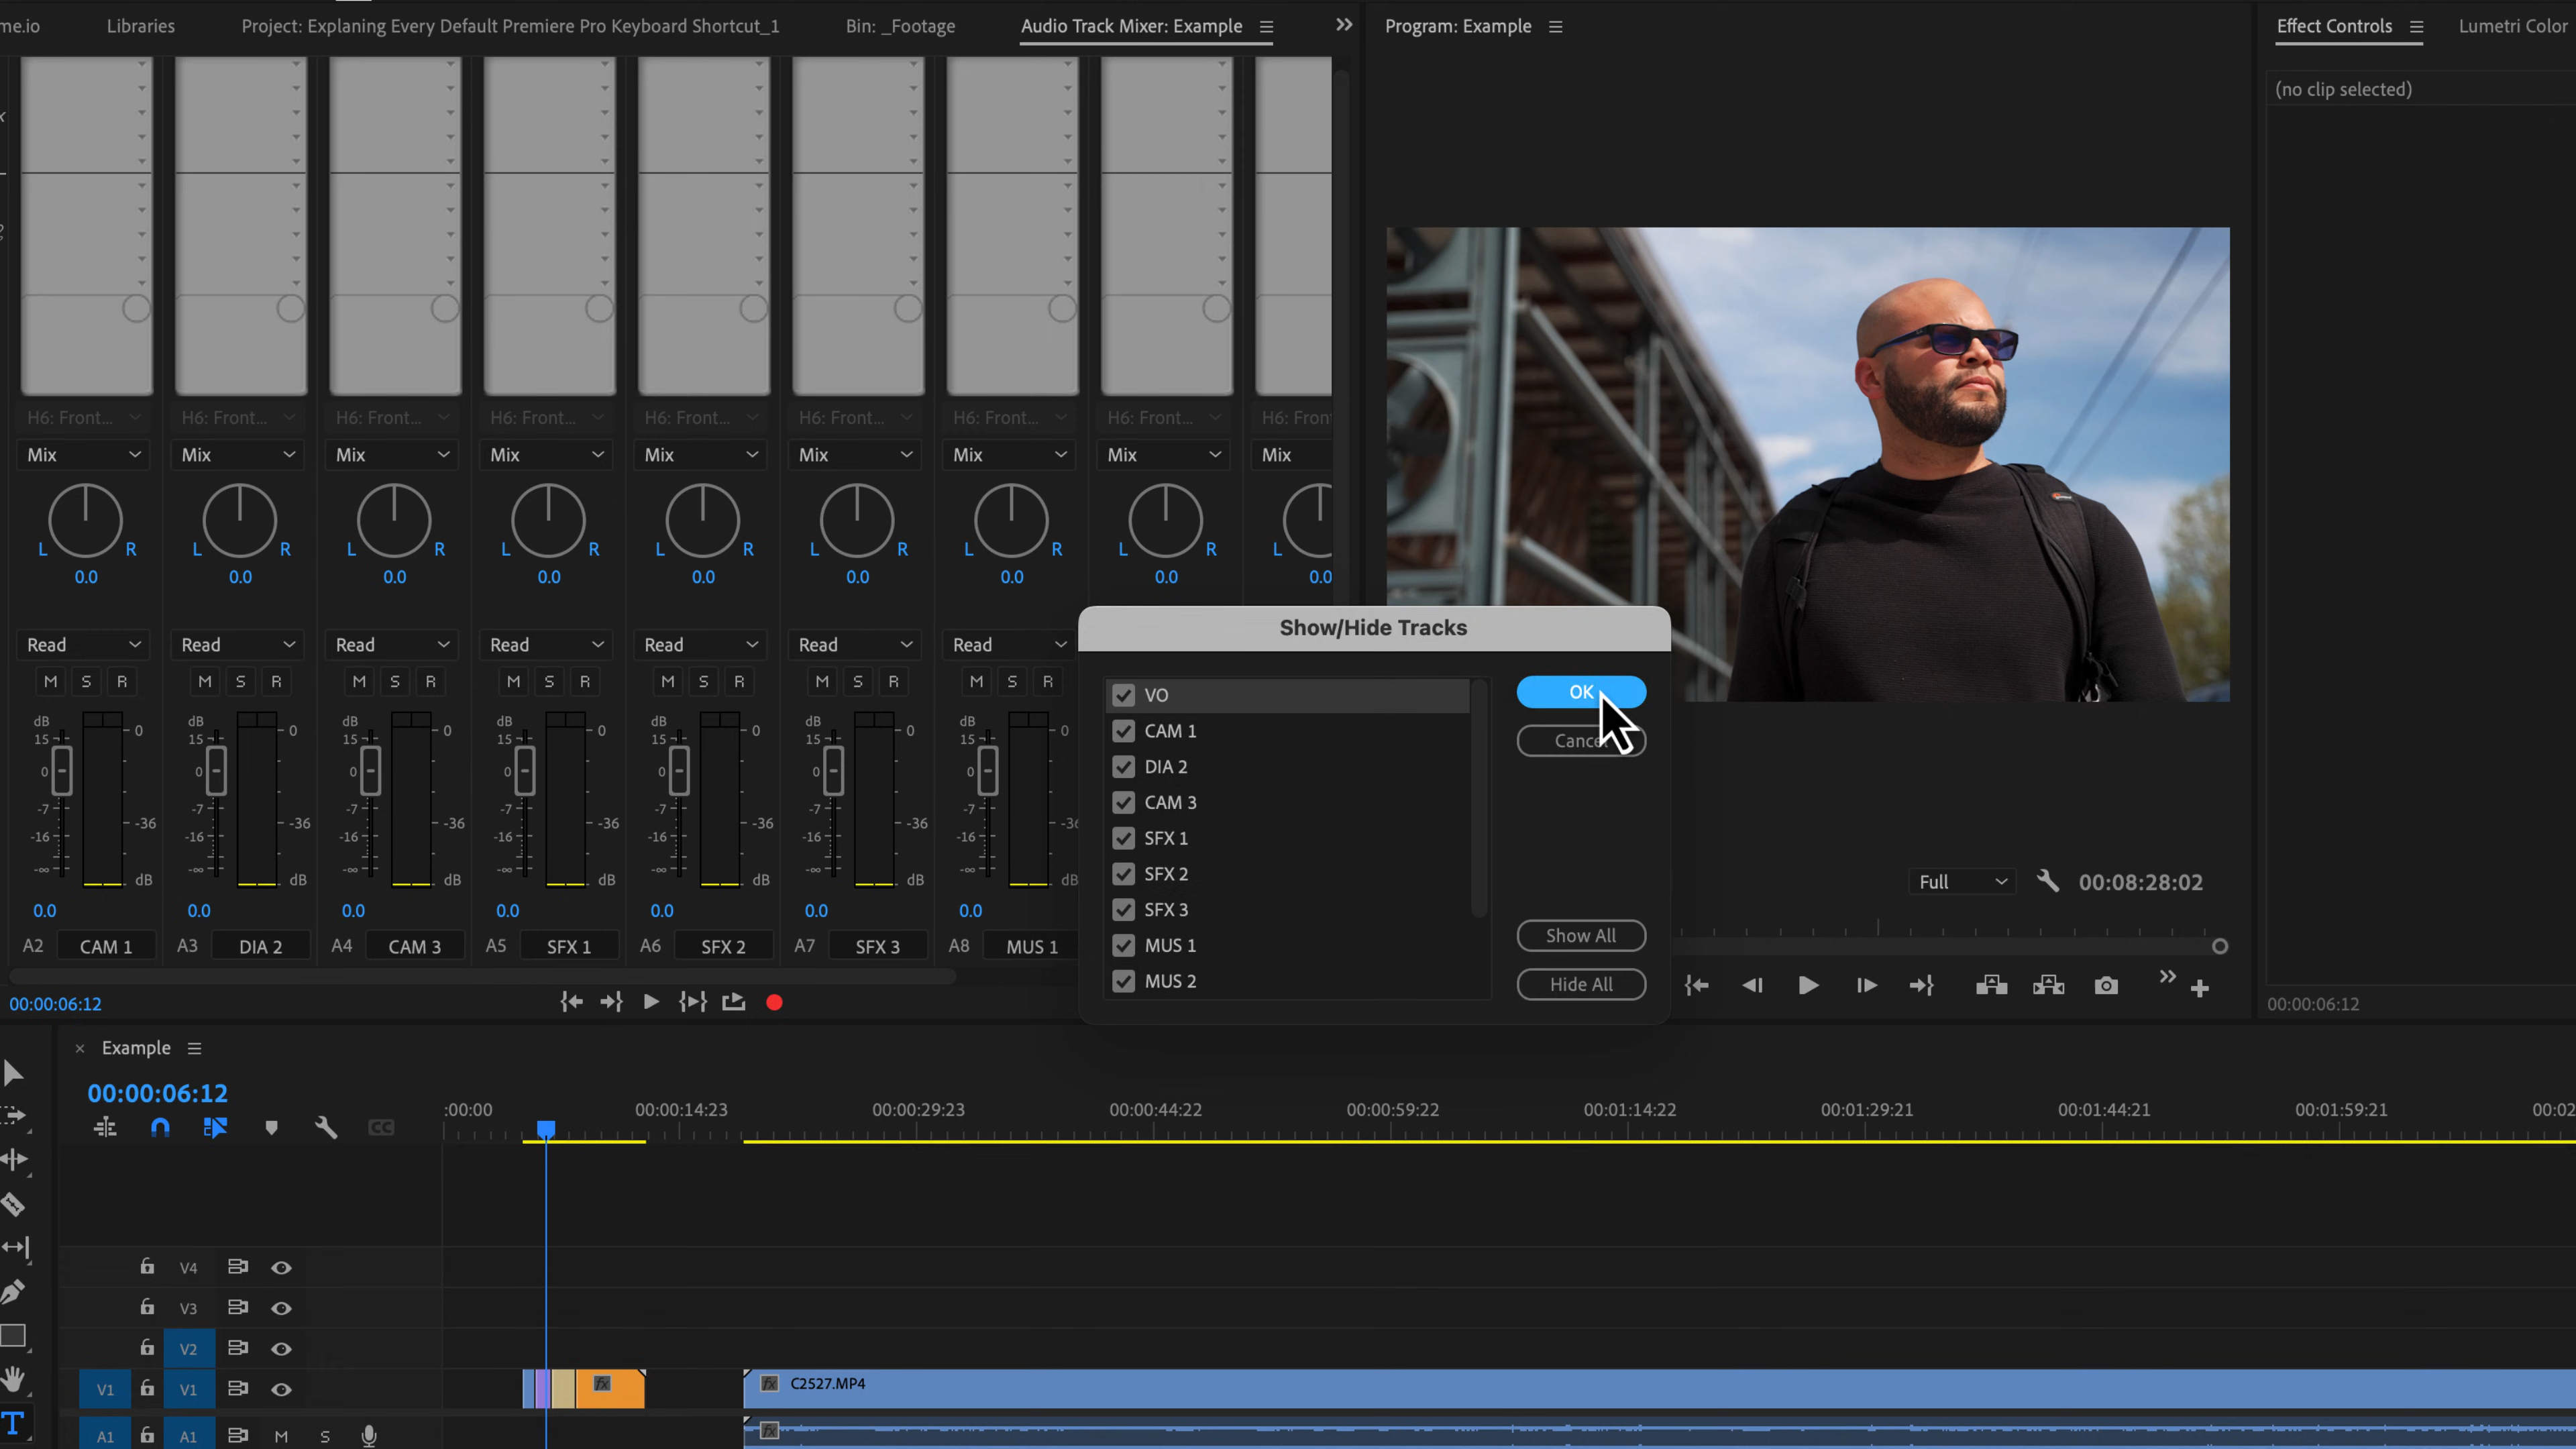 me.io Libraries Project: Explaning Every Default Premiere Pro Keyboard Shortcut_1 Bin: _Footage Audio Track Mixer: Example Program: Example Effect Controls Lumetri Color
(no clip selected)
H6: Front... H6: Front... H6: Front... H6: Front... H6: Front... H6: Front... H6: Front... H6: Front... H6: Front
Mix Mix Mix Mix Mix Mix Mix Mix Mix
L R L R L R L R L R L R L R L R L
0.0 0.0 0.0 0.0 0.0 0.0 0.0 0.0 0.0
Read Read Read Read Read Read Read
M S R M S R M S R M S R M S R M S R M S R
dB dB dB dB dB dB dB
15 0 15 0 15 0 15 0 15 0 15 0 15 0
0 0 0 0 0 0 0
-7 -7 -7 -7 -7 -7 -7
-36 -36 -36 -36 -36 -36 -36
-16 -16 -16 -16 -16 -16 -16
-∞ dB -∞ dB -∞ dB -∞ dB -∞ dB -∞ dB -∞ dB
0.0 0.0 0.0 0.0 0.0 0.0 0.0
A2 CAM 1 A3 DIA 2 A4 CAM 3 A5 SFX 1 A6 SFX 2 A7 SFX 3 A8 MUS 1
00:00:06:12
Show/Hide Tracks
VO
CAM 1
DIA 2
CAM 3
SFX 1
SFX 2
SFX 3
MUS 1
MUS 2
OK
Cancel
Show All
Hide All
Full 00:08:28:02
00:00:06:12
Example
00:00:06:12
CC
:00:00 00:00:14:23 00:00:29:23 00:00:44:22 00:00:59:22 00:01:14:22 00:01:29:21 00:01:44:21 00:01:59:21 00:02
V4
V3
V2
V1 V1 fx fx C2527.MP4
A1 A1 M S fx
T